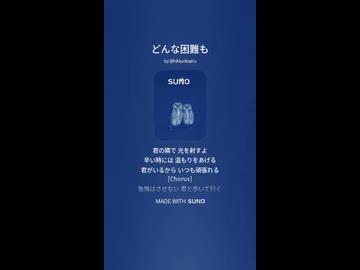 どんな困難も
SUNO
君の隣で 光を射すよ
辛い時には 温もりをあげる
君がいるから いつも頑張れる
[Chorus]
後悔はさせない 君と歩いて行く
MADE WITH SUNO